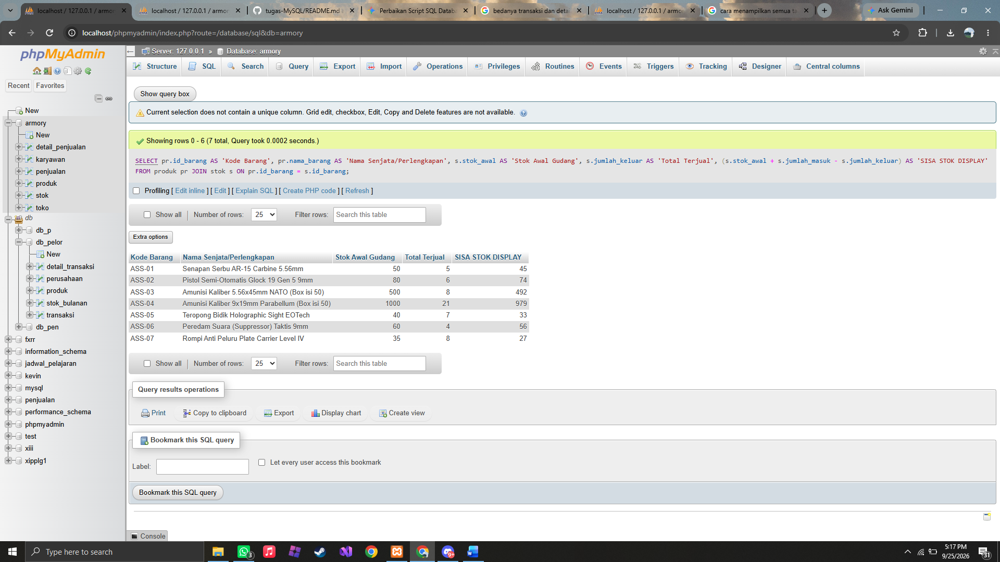 localhost / 127.0.0.1 / armor
localhost / 127.0.0.1 / armor
tugas-MySQL/README.md
Perbaikan Script SQL Databa
bedanya transaksi dan detai
localhost / 127.0.0.1 / armo
cara menampilkan semua ta
Ask Gemini
localhost/phpmyadmin/index.php?route=/database/sql&db=armory
phpMyAdmin
Recent Favorites
New
armory
New
detail_penjualan
karyawan
penjualan
produk
stok
toko
db
db_p
db_pelor
New
detail_transaksi
perusahaan
produk
stok_bulanan
transaksi
db_pen
fxrr
information_schema
jadwal_pelajaran
kevin
mysql
penjualan
performance_schema
phpmyadmin
test
xiii
xipplg1
Server: 127.0.0.1 » Database: armory
Structure SQL Search Query Export Import Operations Privileges Routines Events Triggers Tracking Designer Central columns
Show query box
Current selection does not contain a unique column. Grid edit, checkbox, Edit, Copy and Delete features are not available.
Showing rows 0 - 6 (7 total, Query took 0.0002 seconds.)
SELECT pr.id_barang AS 'Kode Barang', pr.nama_barang AS 'Nama Senjata/Perlengkapan', s.stok_awal AS 'Stok Awal Gudang', s.jumlah_keluar AS 'Total Terjual', (s.stok_awal + s.jumlah_masuk - s.jumlah_keluar) AS 'SISA STOK DISPLAY'
FROM produk pr JOIN stok s ON pr.id_barang = s.id_barang;
Profiling [ Edit inline ] [ Edit ] [ Explain SQL ] [ Create PHP code ] [ Refresh ]
Show all | Number of rows: 25 Filter rows: Search this table
Extra options
Kode Barang Nama Senjata/Perlengkapan Stok Awal Gudang Total Terjual SISA STOK DISPLAY
ASS-01 Senapan Serbu AR-15 Carbine 5.56mm 50 5 45
ASS-02 Pistol Semi-Otomatis Glock 19 Gen 5 9mm 80 6 74
ASS-03 Amunisi Kaliber 5.56x45mm NATO (Box isi 50) 500 8 492
ASS-04 Amunisi Kaliber 9x19mm Parabellum (Box isi 50) 1000 21 979
ASS-05 Teropong Bidik Holographic Sight EOTech 40 7 33
ASS-06 Peredam Suara (Suppressor) Taktis 9mm 60 4 56
ASS-07 Rompi Anti Peluru Plate Carrier Level IV 35 8 27
Show all | Number of rows: 25 Filter rows: Search this table
Query results operations
Print Copy to clipboard Export Display chart Create view
Bookmark this SQL query
Label: Let every user access this bookmark
Bookmark this SQL query
Console
Type here to search
3
9+
5:17 PM
9/25/2026
31